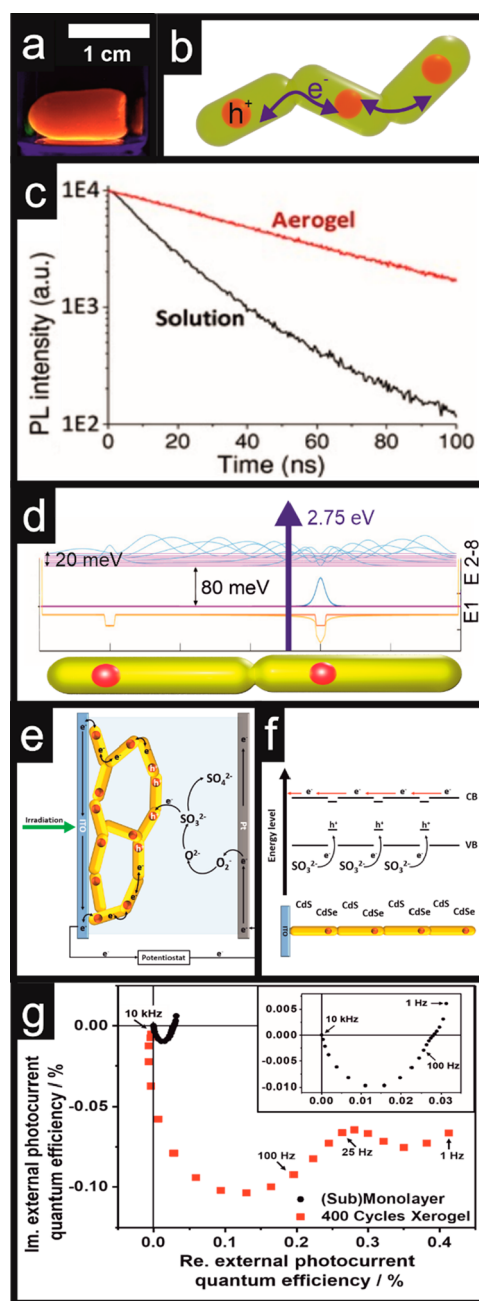 a
1 cm
b
h+
e-
c
1E4
1E3
1E2
PL intensity (a.u.)
Aerogel
Solution
0
20
40
60
80
100
Time (ns)
d
2.75 eV
20 meV
80 meV
E1
E 2-8
e
Irradiation
ITO
e-
e-
e-
e-
e-
e-
e-
h+
h+
h+
SO₄²⁻
SO₃²⁻
O²⁻
O₂⁻
Pt
e-
Potentiostat
e-
f
Energy level
e-
e-
e-
e-
CB
h+
h+
h+
VB
e-
e-
e-
SO₃²⁻
SO₃²⁻
SO₃²⁻
CdS
CdS
CdS
CdS
CdSe
CdSe
CdSe
CdSe
ITO
g
Im. external photocurrent
quantum efficiency / %
0.00
-0.05
-0.10
10 kHz
100 Hz
25 Hz
1 Hz
0.005
0.000
-0.005
-0.010
10 kHz
1 Hz
100 Hz
0.00
0.01
0.02
0.03
(Sub)Monolayer
400 Cycles Xerogel
0.0
0.1
0.2
0.3
0.4
Re. external photocurrent
quantum efficiency / %